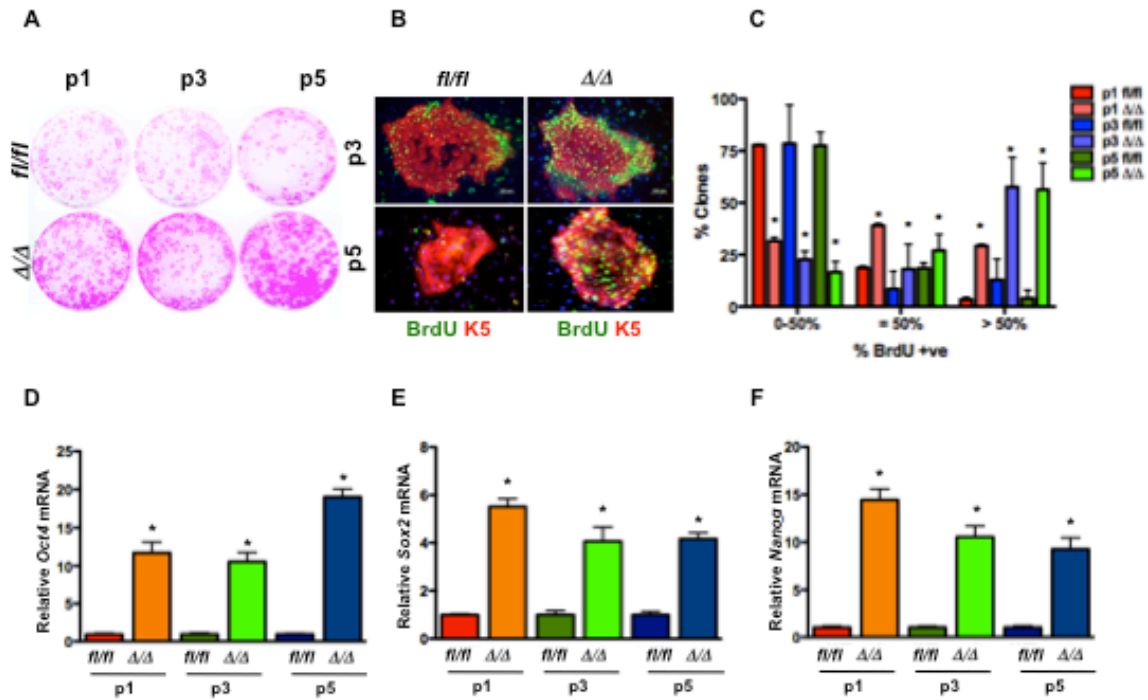 A
p1 p3 p5
fl/fl
Δ/Δ
B
fl/fl Δ/Δ
p3
p5
BrdU K5 BrdU K5
C
p1 fl/fl
p1 Δ/Δ
p3 fl/fl
p3 Δ/Δ
p5 fl/fl
p5 Δ/Δ
% Clones
100
75
50
25
0
* * *
* * *
* * *
0-50% = 50% > 50%
% BrdU +ve
D
Relative Oct4 mRNA
25
20
15
10
5
0
* * *
fl/fl Δ/Δ fl/fl Δ/Δ fl/fl Δ/Δ
p1 p3 p5
E
Relative Sox2 mRNA
8
6
4
2
0
* * *
fl/fl Δ/Δ fl/fl Δ/Δ fl/fl Δ/Δ
p1 p3 p5
F
Relative Nanog mRNA
20
15
10
5
0
* * *
fl/fl Δ/Δ fl/fl Δ/Δ fl/fl Δ/Δ
p1 p3 p5